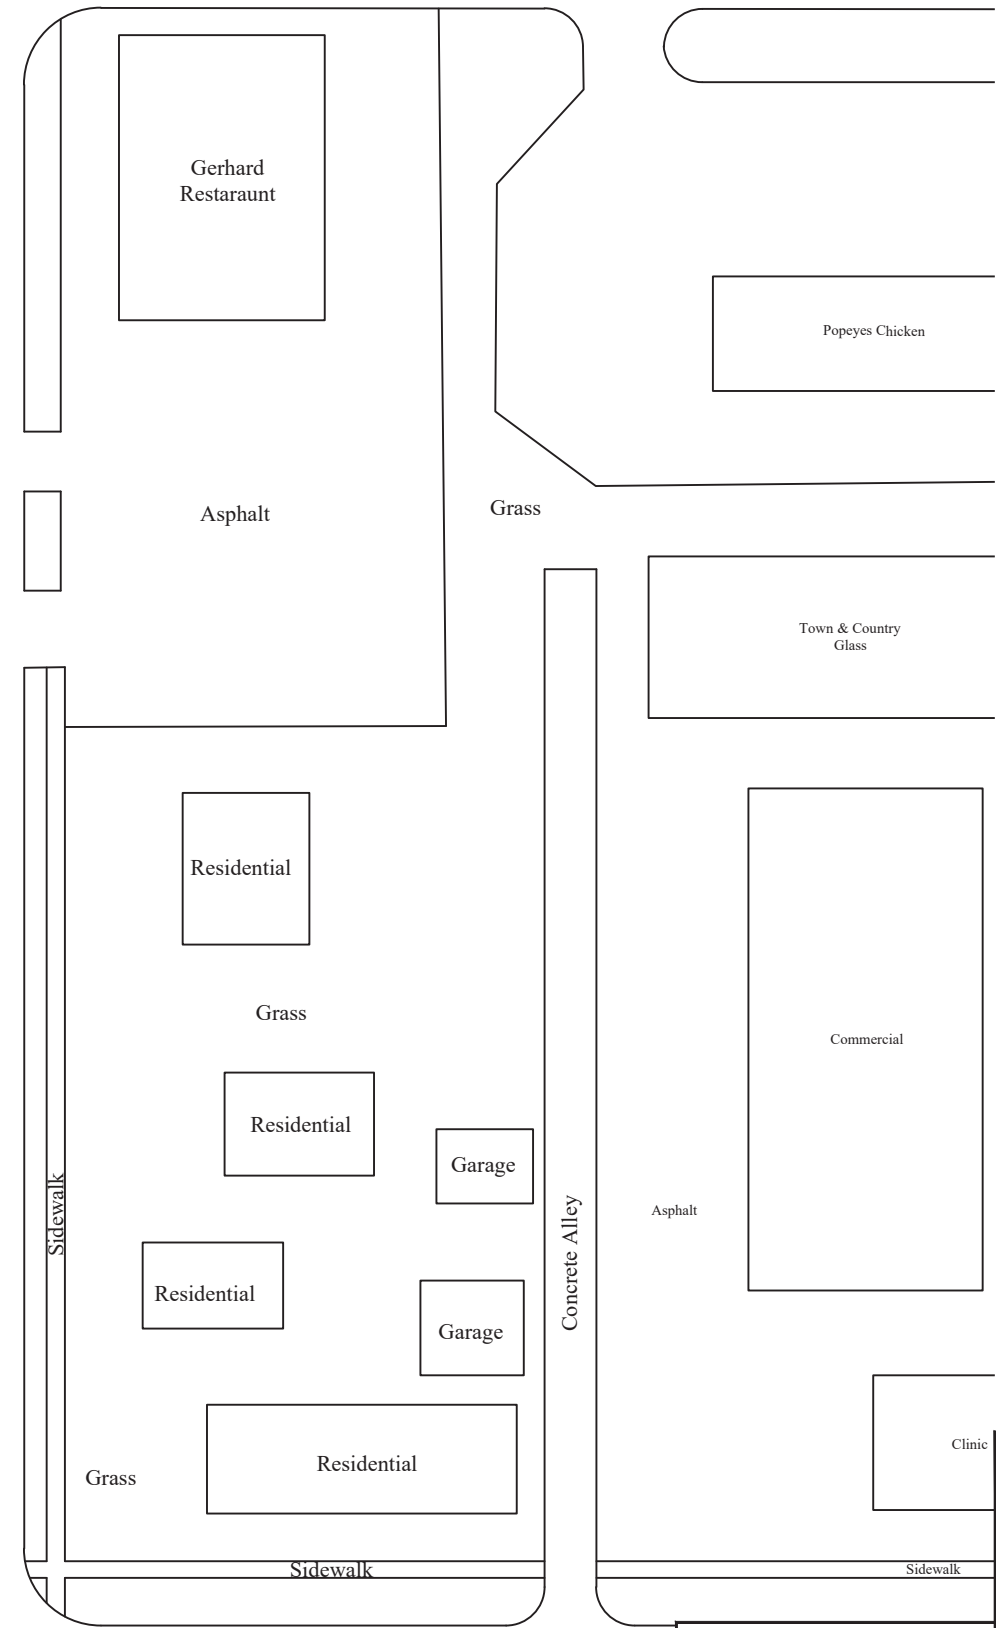 Gerhard
Restaraunt
Popeyes Chicken
Asphalt
Grass
Town & Country
Glass
Residential
Grass
Commercial
Residential
Garage
Sidewalk
Concrete Alley
Asphalt
Residential
Garage
Clinic
Residential
Grass
Sidewalk
Sidewalk